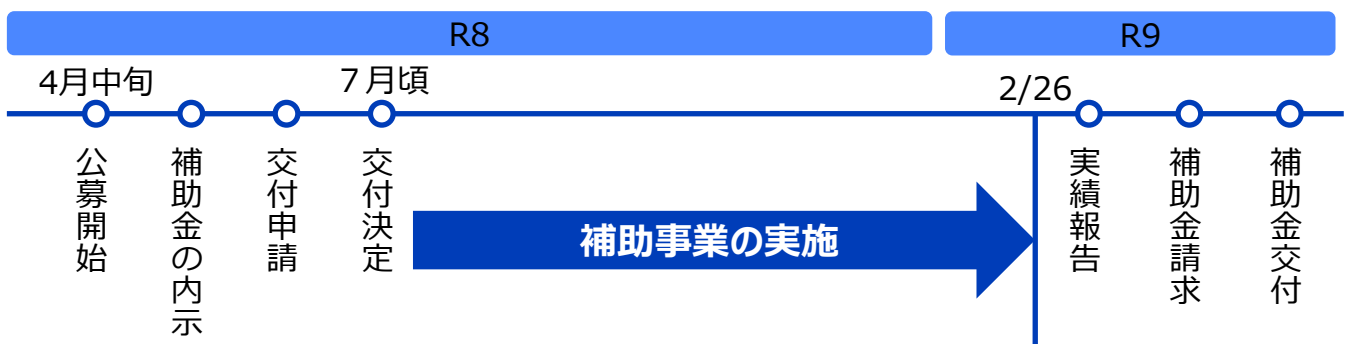 R8
R9
4月中旬
７月頃
2/26
公募開始
補助金の内示
交付申請
交付決定
補助事業の実施
実績報告
補助金請求
補助金交付